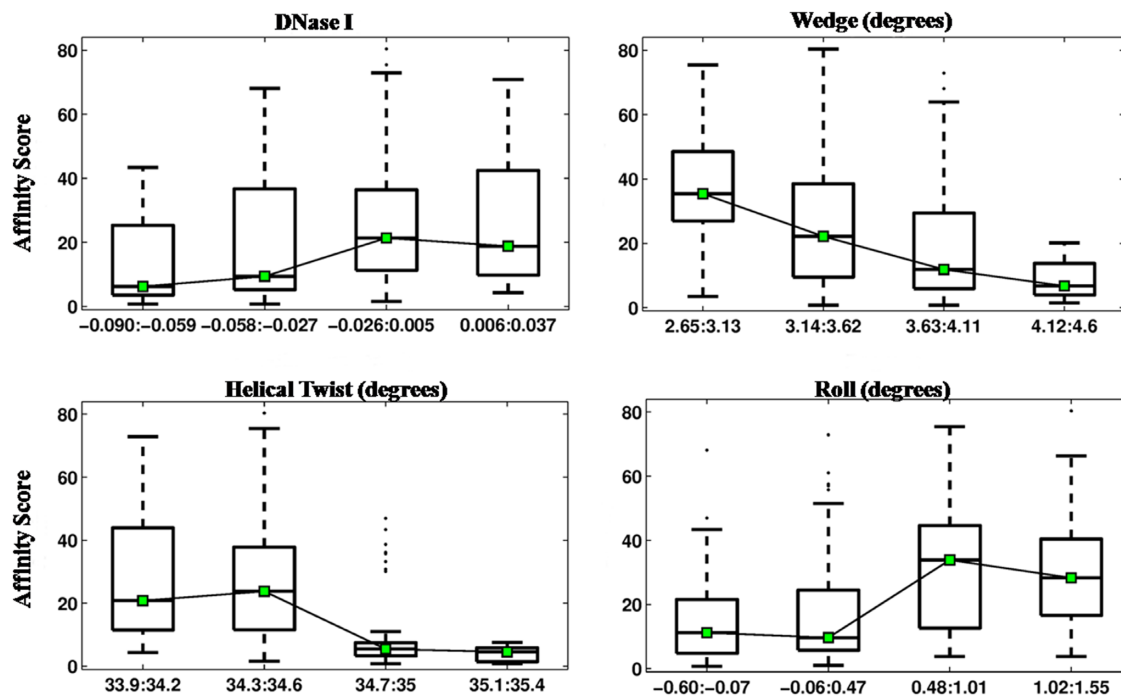 DNase I
Wedge (degrees)
Affinity Score
80
60
40
20
0
−0.090:−0.059 −0.058:−0.027 −0.026:0.005 0.006:0.037
80
60
40
20
0
2.65:3.13 3.14:3.62 3.63:4.11 4.12:4.6
Helical Twist (degrees)
Roll (degrees)
Affinity Score
80
60
40
20
0
33.9:34.2 34.3:34.6 34.7:35 35.1:35.4
80
60
40
20
0
−0.60:−0.07 −0.06:0.47 0.48:1.01 1.02:1.55